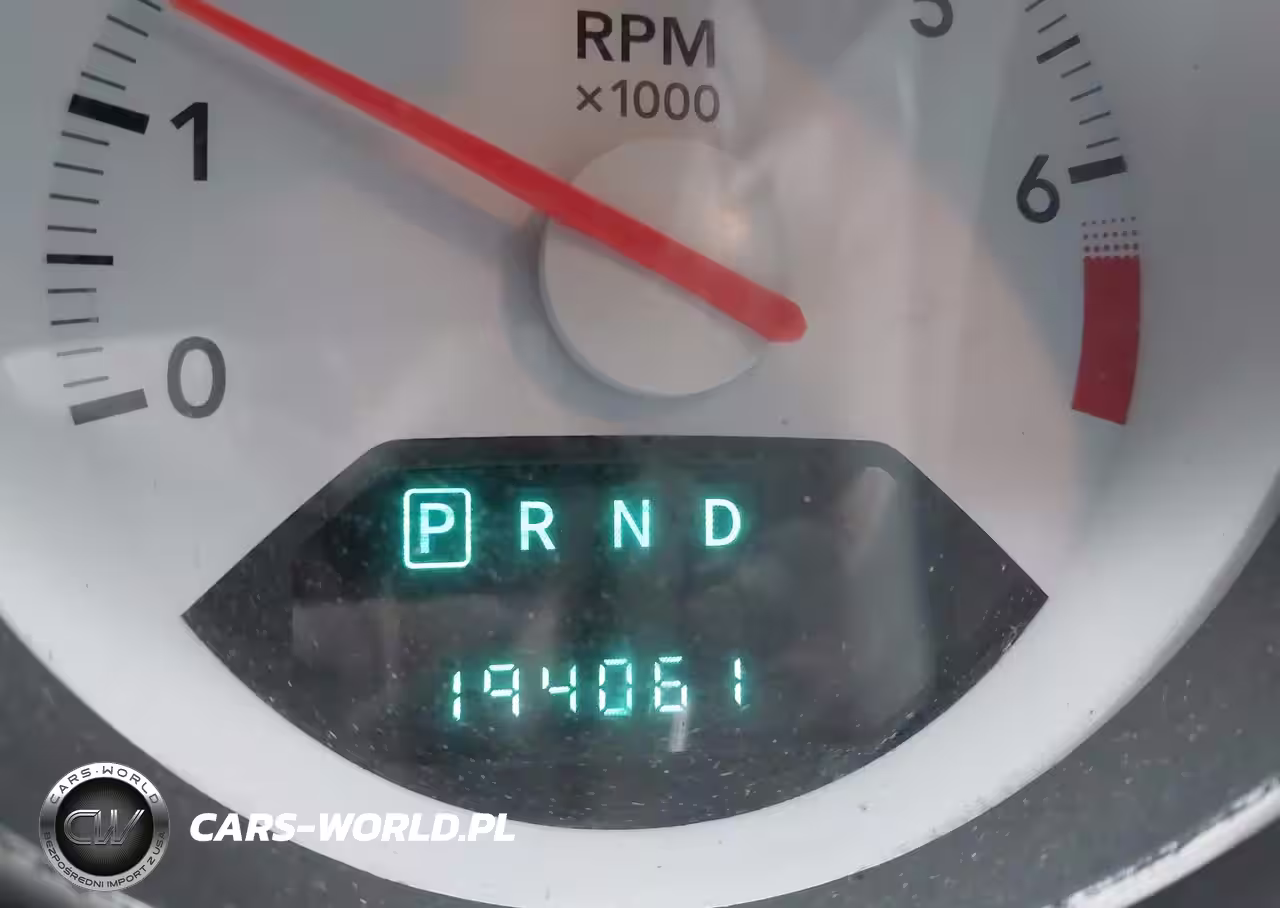 RPM
×1000
5
1
6
0
P R N D
194061
CARS-WORLD
CW
BEZPOŚREDNI IMPORT Z USA
CARS-WORLD.PL